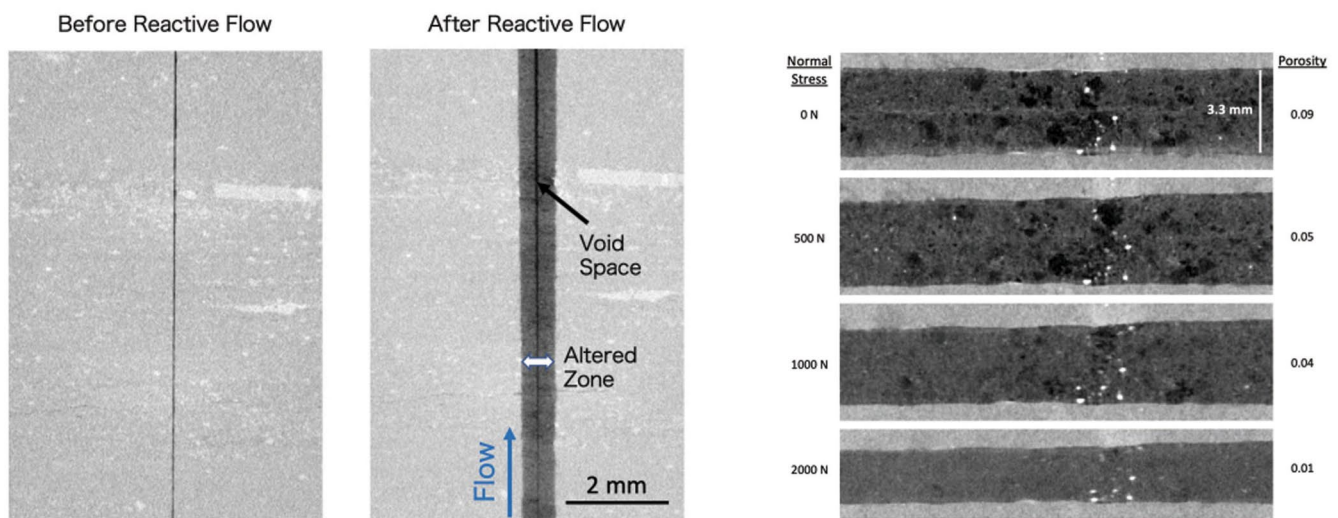 Before Reactive Flow
After Reactive Flow
Void
Space
Altered
Zone
Flow
2 mm
Normal
Stress
Porosity
0 N
3.3 mm
0.09
500 N
0.05
1000 N
0.04
2000 N
0.01